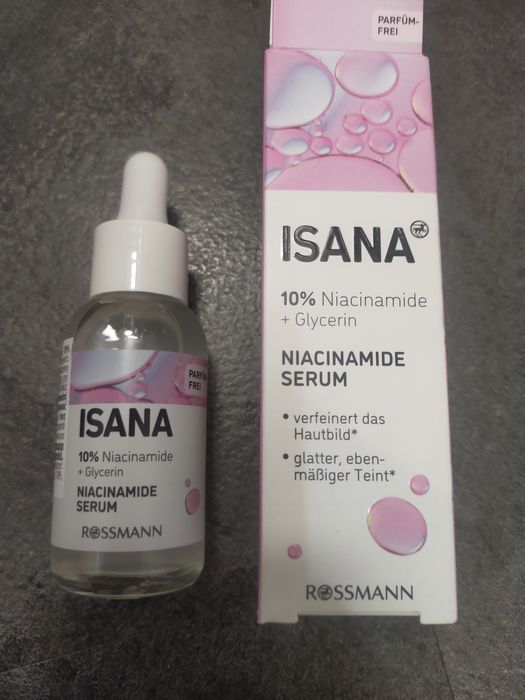 PARFÜM-
FREI
ISANA
10% Niacinamide
+ Glycerin
NIACINAMIDE
SERUM
• verfeinert das
Hautbild*
• glatter, eben-
mäßiger Teint*
ROSSMANN
PARFÜM-
FREI
ISANA
10% Niacinamide
+ Glycerin
NIACINAMIDE
SERUM
ROSSMANN